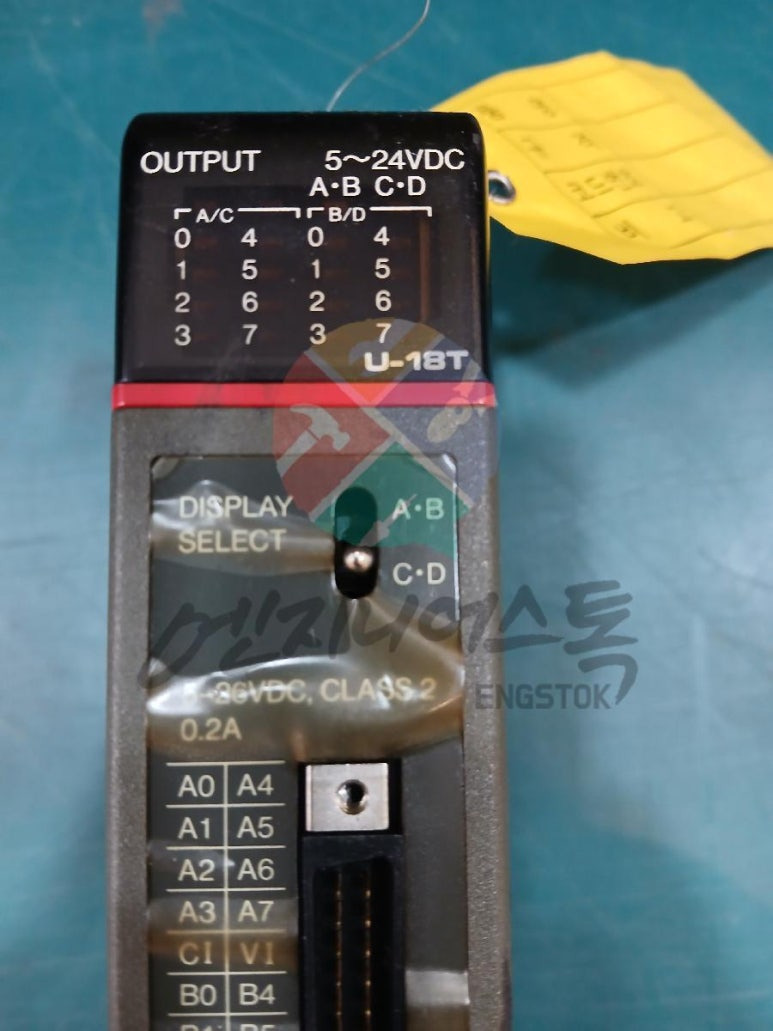 OUTPUT 5~24VDC
A·B C·D
A/C B/D
0 4 0 4
1 5 1 5
2 6 2 6
3 7 3 7
U-18T
DISPLAY
SELECT
A·B
C·D
엔지니어스톡
ENGSTOK
VDC, CLASS 2
0.2A
A0 A4
A1 A5
A2 A6
A3 A7
CI VI
B0 B4